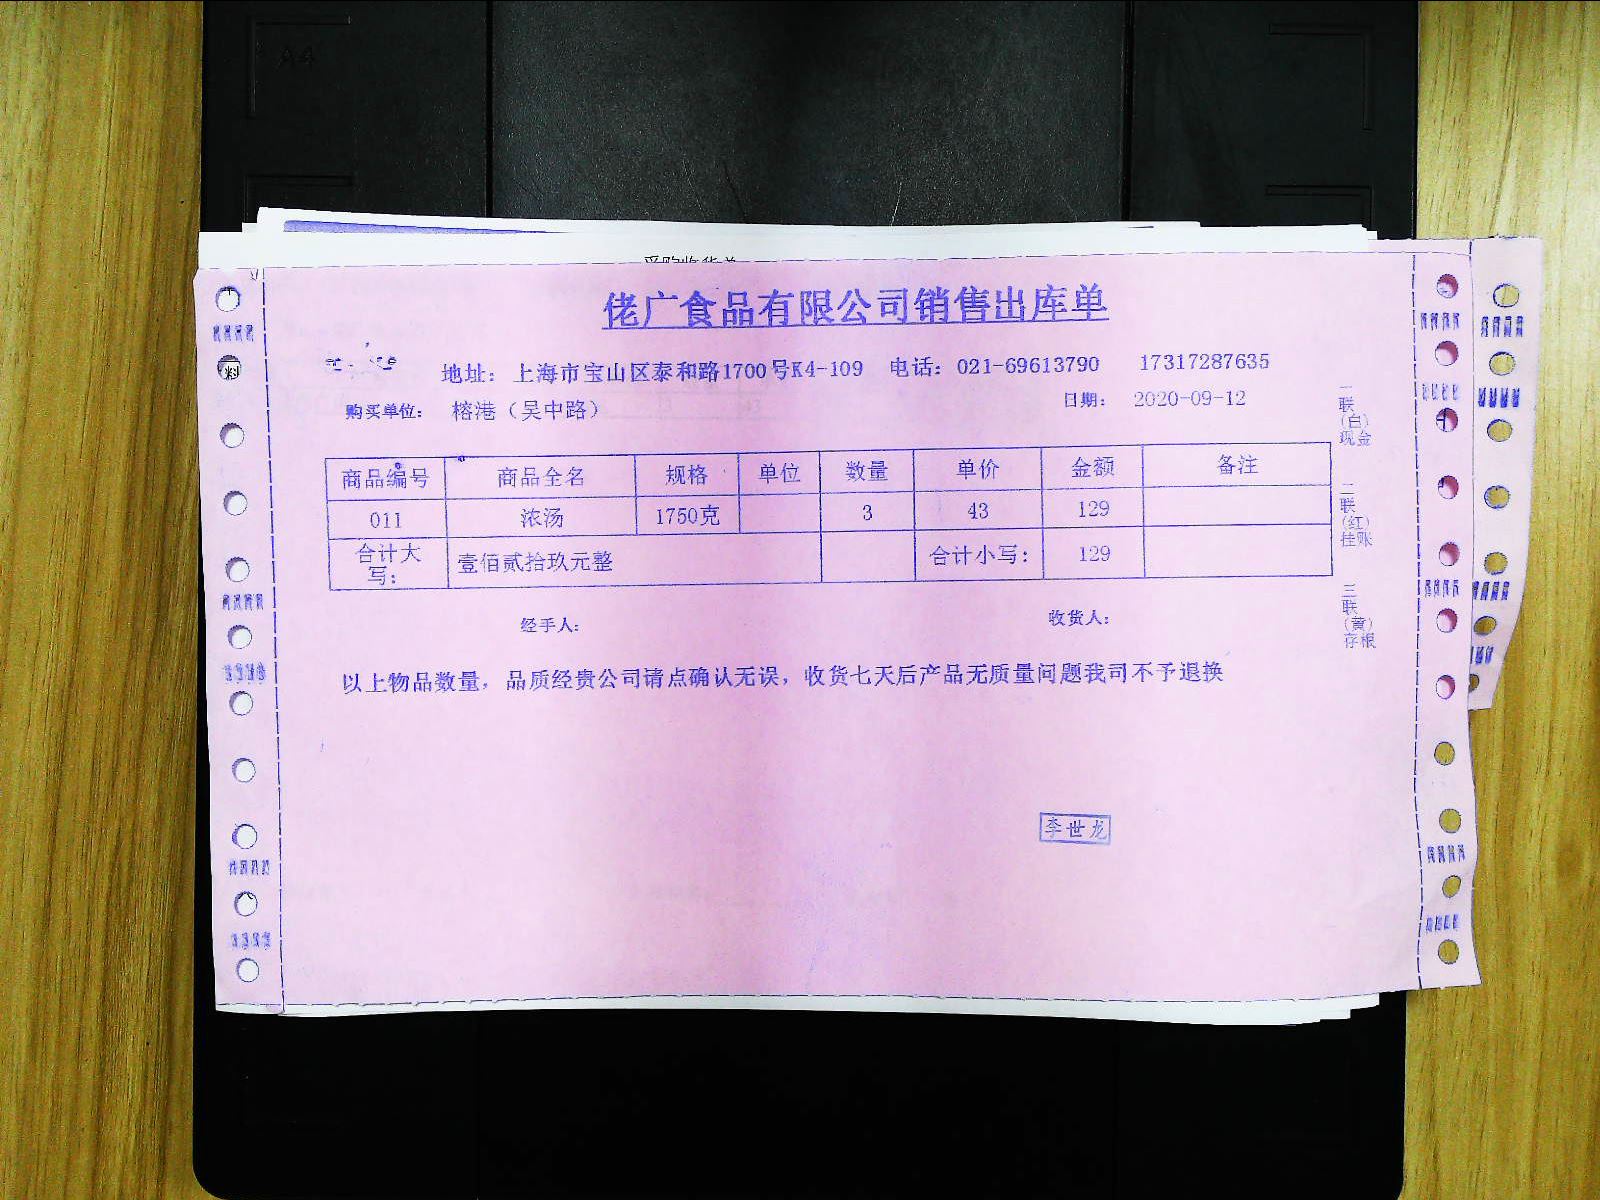 A4
佬广食品有限公司销售出库单
地址： 上海市宝山区泰和路1700号K4-109 电话：021-69613790 17317287635
购买单位： 榕港（吴中路） 日期： 2020-09-12
商品编号 商品全名 规格 单位 数量 单价 金额 备注
011 浓汤 1750克 3 43 129
合计大写： 壹佰贰拾玖元整 合计小写： 129
经手人： 收货人：
以上物品数量，品质经贵公司请点确认无误，收货七天后产品无质量问题我司不予退换
李世龙
一联（白）现金
二联（红）挂账
三联（黄）存根
料